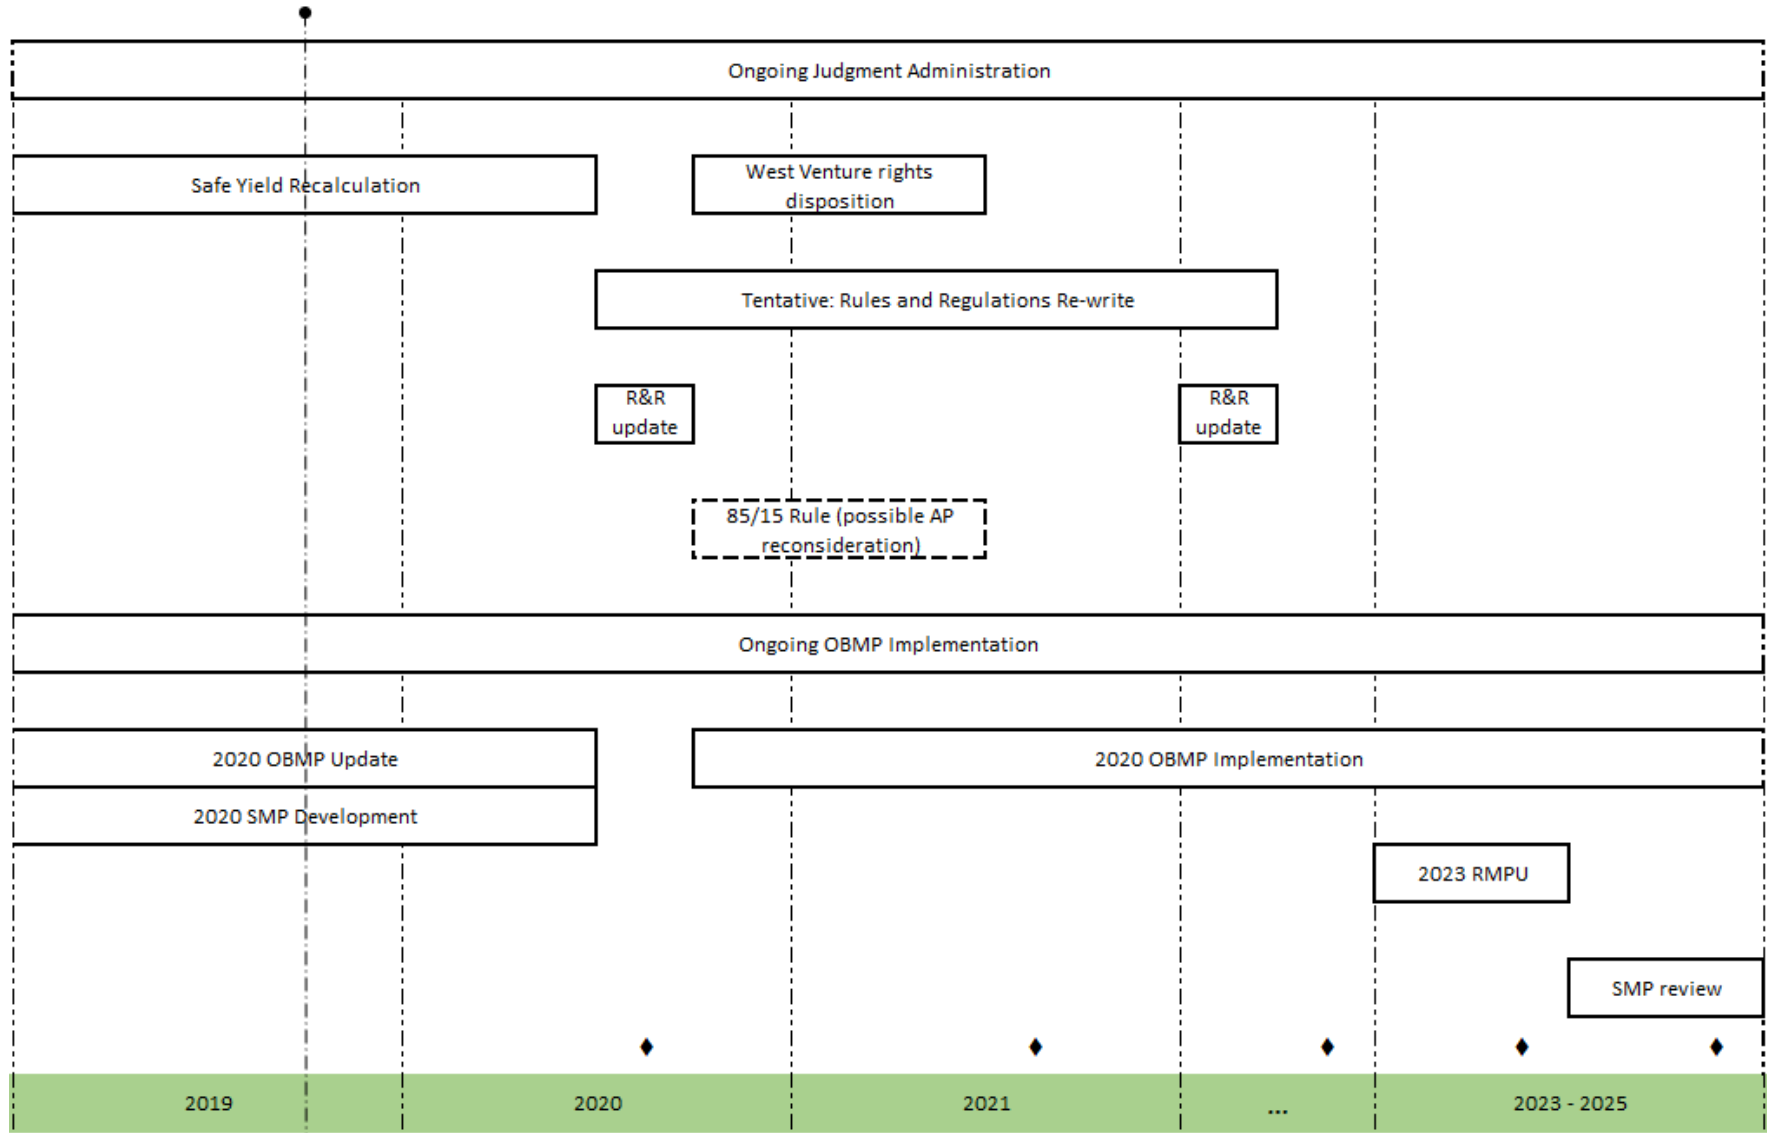 Ongoing Judgment Administration
Safe Yield Recalculation
West Venture rights
disposition
Tentative: Rules and Regulations Re-write
R&R
update
R&R
update
85/15 Rule (possible AP
reconsideration)
Ongoing OBMP Implementation
2020 OBMP Update
2020 OBMP Implementation
2020 SMP Development
2023 RMPU
SMP review
2019
2020
2021
...
2023 - 2025